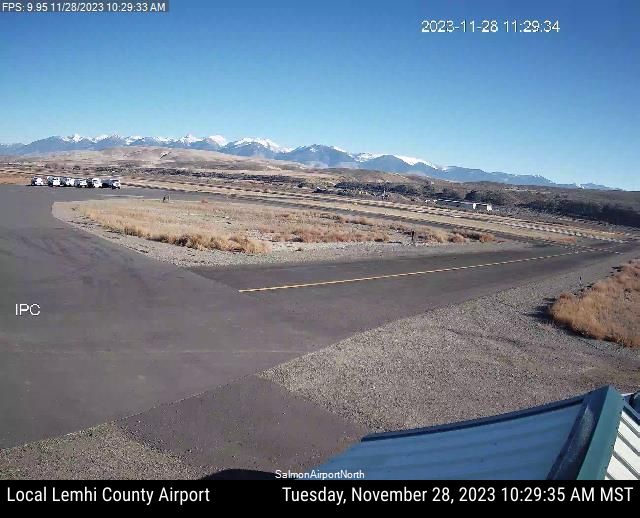 FPS: 9.95 11/28/2023 10:29:33 AM
2023-11-28 11:29:34
IPC
SalmonAirportNorth
Local Lemhi County Airport Tuesday, November 28, 2023 10:29:35 AM MST